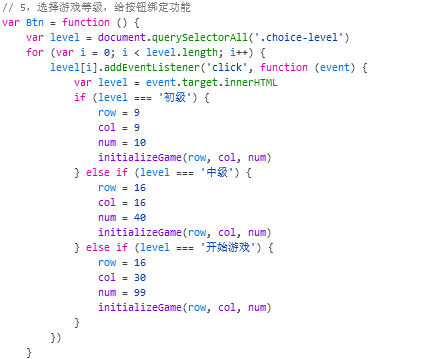 // 5，选择游戏等级，给按钮绑定功能
var Btn = function () {
    var level = document.querySelectorAll('.choice-level')
    for (var i = 0; i < level.length; i++) {
        level[i].addEventListener('click', function (event) {
            var level = event.target.innerHTML
            if (level === '初级') {
                row = 9
                col = 9
                num = 10
                initializeGame(row, col, num)
            } else if (level === '中级') {
                row = 16
                col = 16
                num = 40
                initializeGame(row, col, num)
            } else if (level === '开始游戏') {
                row = 16
                col = 30
                num = 99
                initializeGame(row, col, num)
            }
        })
    }